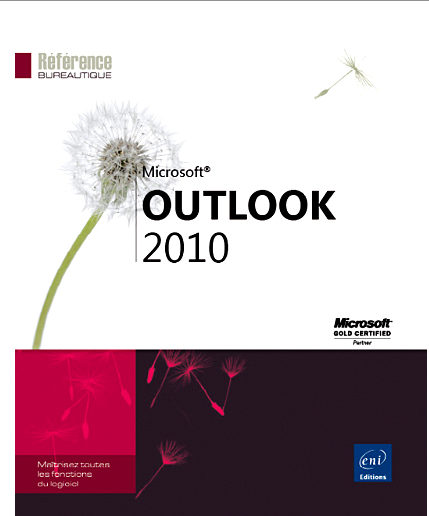 Référence
BUREAUTIQUE
Microsoft®
OUTLOOK
2010
Microsoft
GOLD CERTIFIED
Partner
Maîtrisez toutes
les fonctions
du logiciel
eni
Editions